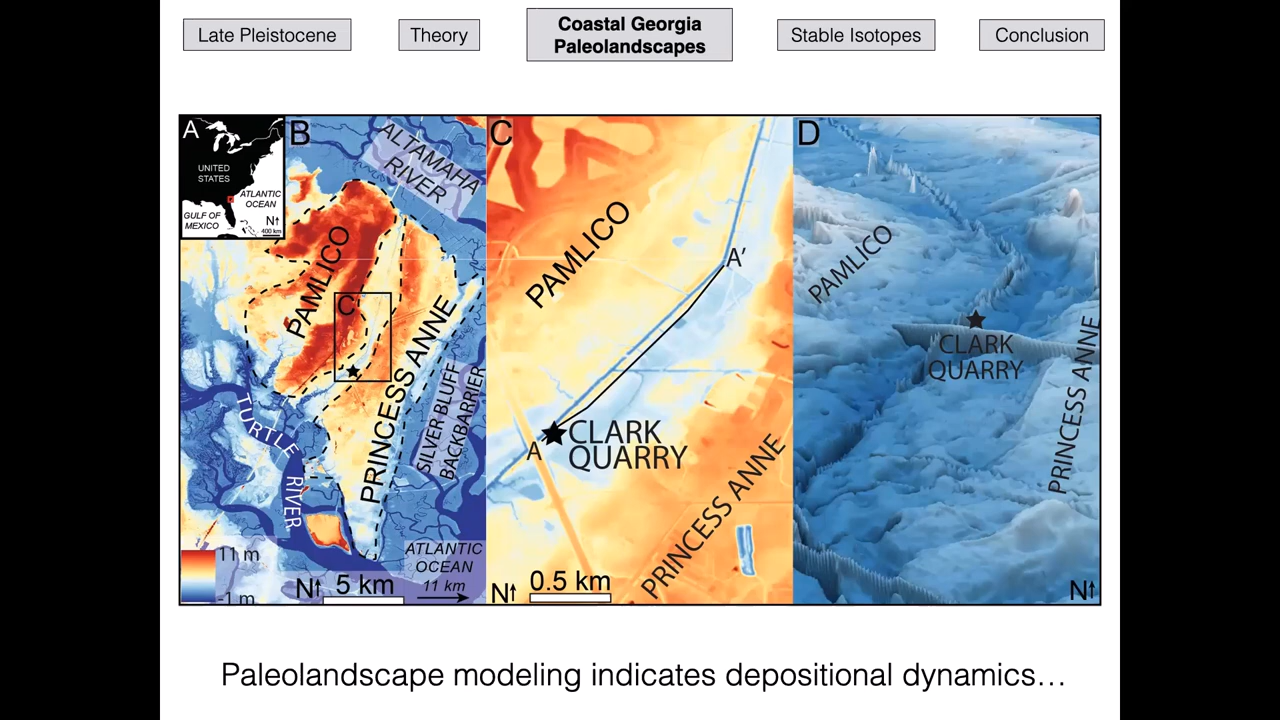 Late Pleistocene
Theory
Coastal Georgia
Paleolandscapes
Stable Isotopes
Conclusion
A
UNITED
STATES
ATLANTIC
OCEAN
GULF OF
MEXICO
N↑
400 km
B
ALTAMAHA
RIVER
PAMLICO
C
PRINCESS ANNE
SILVER BLUFF
BACKBARRIER
TURTLE
RIVER
11 m
-1 m
N↑
5 km
ATLANTIC
OCEAN
11 km
C
PAMLICO
A'
A
CLARK
QUARRY
PRINCESS ANNE
N↑
0.5 km
D
PAMLICO
CLARK
QUARRY
PRINCESS ANNE
N↑
Paleolandscape modeling indicates depositional dynamics…